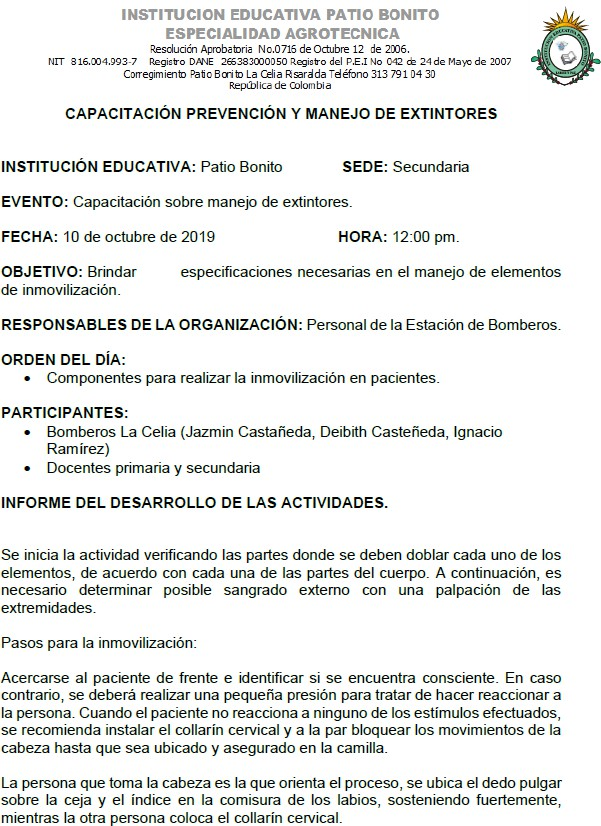 INSTITUCION EDUCATIVA PATIO BONITO
ESPECIALIDAD AGROTECNICA
Resolución Aprobatoria No.0716 de Octubre 12 de 2006.
NIT 816.004.993-7 Registro DANE 266383000050 Registro del P.E.I No 042 de 24 de Mayo de 2007
Corregimiento Patio Bonito La Celia Risaralda Teléfono 313 791 04 30
República de Colombia
CAPACITACIÓN PREVENCIÓN Y MANEJO DE EXTINTORES
INSTITUCIÓN EDUCATIVA: Patio Bonito SEDE: Secundaria
EVENTO: Capacitación sobre manejo de extintores.
FECHA: 10 de octubre de 2019 HORA: 12:00 pm.
OBJETIVO: Brindar especificaciones necesarias en el manejo de elementos
de inmovilización.
RESPONSABLES DE LA ORGANIZACIÓN: Personal de la Estación de Bomberos.
ORDEN DEL DÍA:
• Componentes para realizar la inmovilización en pacientes.
PARTICIPANTES:
• Bomberos La Celia (Jazmin Castañeda, Deibith Casteñeda, Ignacio
Ramírez)
• Docentes primaria y secundaria
INFORME DEL DESARROLLO DE LAS ACTIVIDADES.
Se inicia la actividad verificando las partes donde se deben doblar cada uno de los
elementos, de acuerdo con cada una de las partes del cuerpo. A continuación, es
necesario determinar posible sangrado externo con una palpación de las
extremidades.
Pasos para la inmovilización:
Acercarse al paciente de frente e identificar si se encuentra consciente. En caso
contrario, se deberá realizar una pequeña presión para tratar de hacer reaccionar a
la persona. Cuando el paciente no reacciona a ninguno de los estímulos efectuados,
se recomienda instalar el collarín cervical y a la par bloquear los movimientos de la
cabeza hasta que sea ubicado y asegurado en la camilla.
La persona que toma la cabeza es la que orienta el proceso, se ubica el dedo pulgar
sobre la ceja y el índice en la comisura de los labios, sosteniendo fuertemente,
mientras la otra persona coloca el collarín cervical.